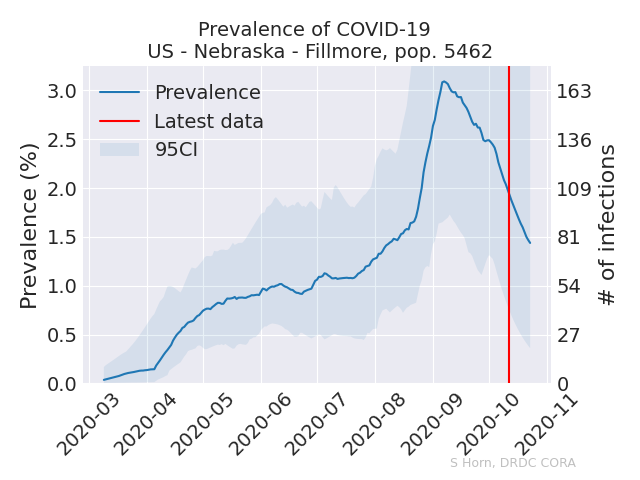 Prevalence of COVID-19
US - Nebraska - Fillmore, pop. 5462
Prevalence
Latest data
95CI
Prevalence (%)
3.0
2.5
2.0
1.5
1.0
0.5
0.0
163
136
109
81
54
27
0
# of infections
2020-03
2020-04
2020-05
2020-06
2020-07
2020-08
2020-09
2020-10
2020-11
S Horn, DRDC CORA